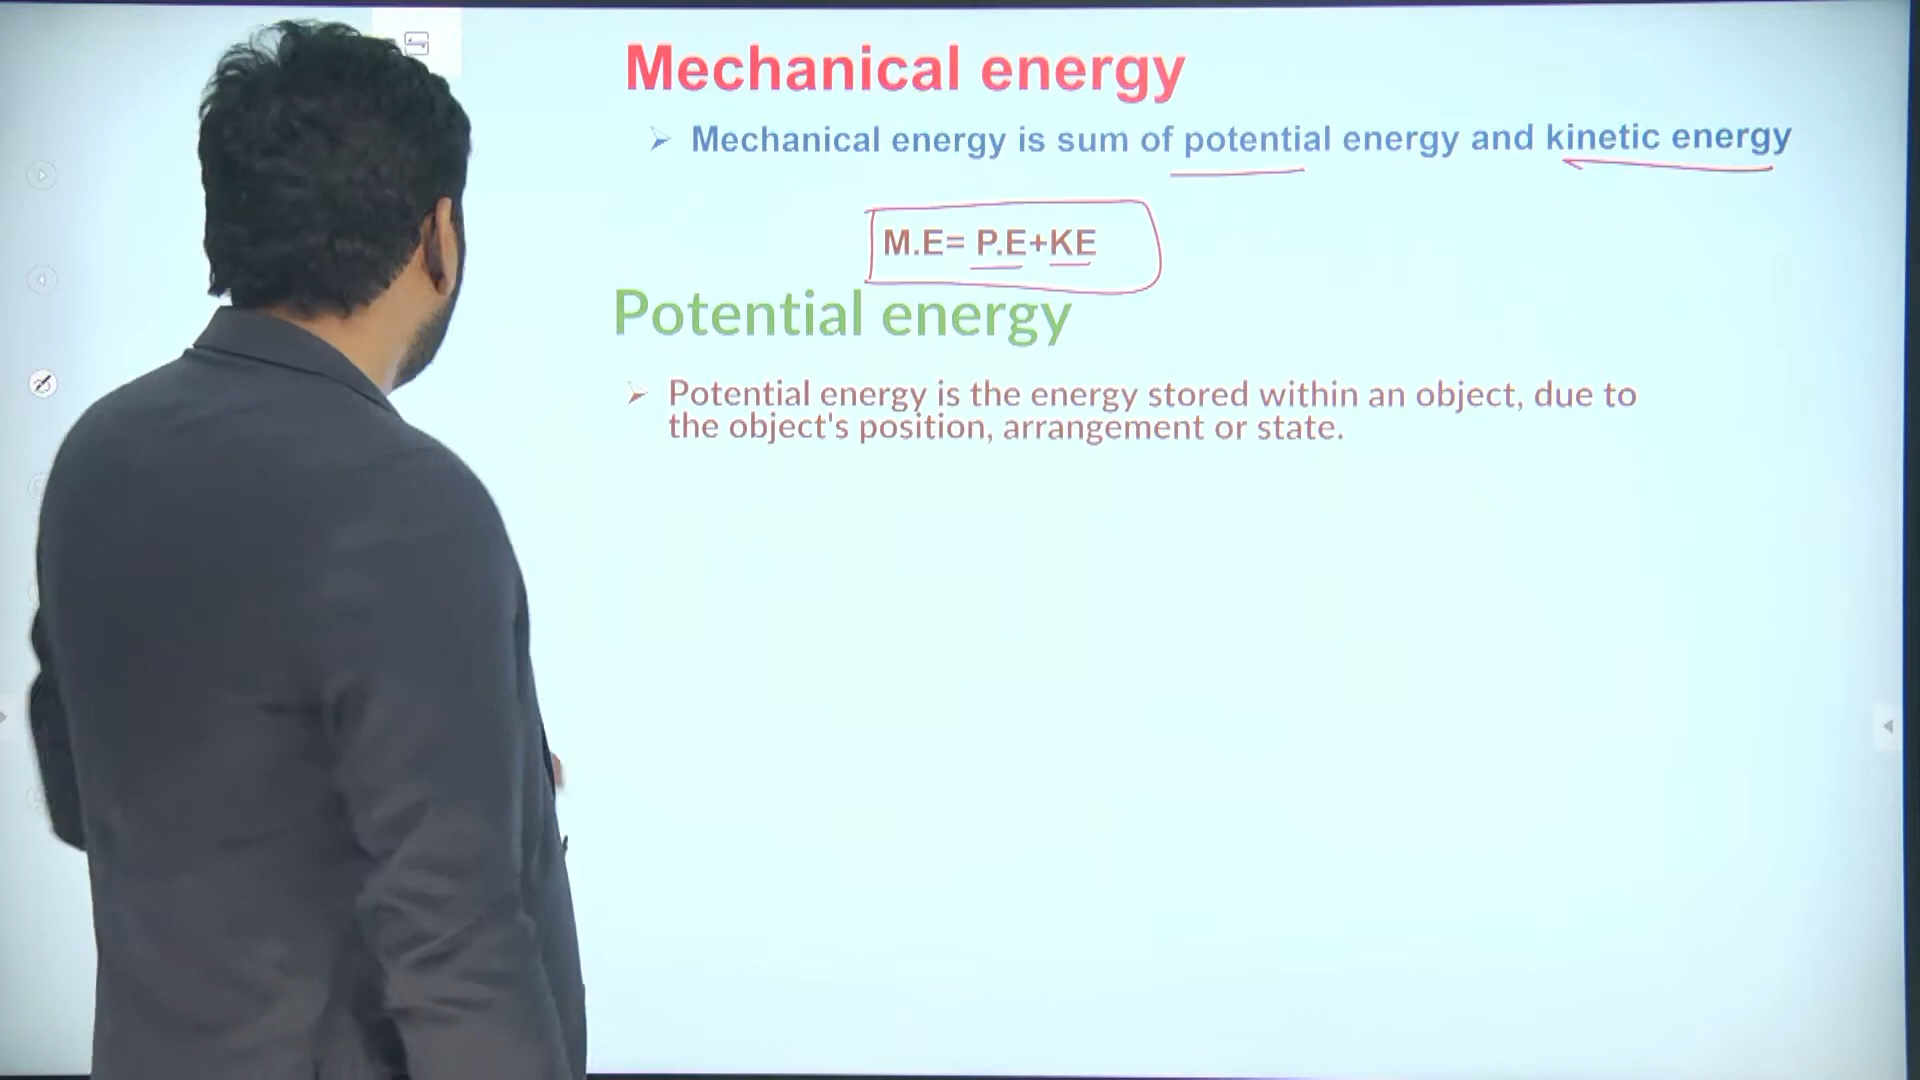 Mechanical energy
Mechanical energy is sum of potential energy and kinetic energy
M.E= P.E+KE
Potential energy
Potential energy is the energy stored within an object, due to
the object's position, arrangement or state.